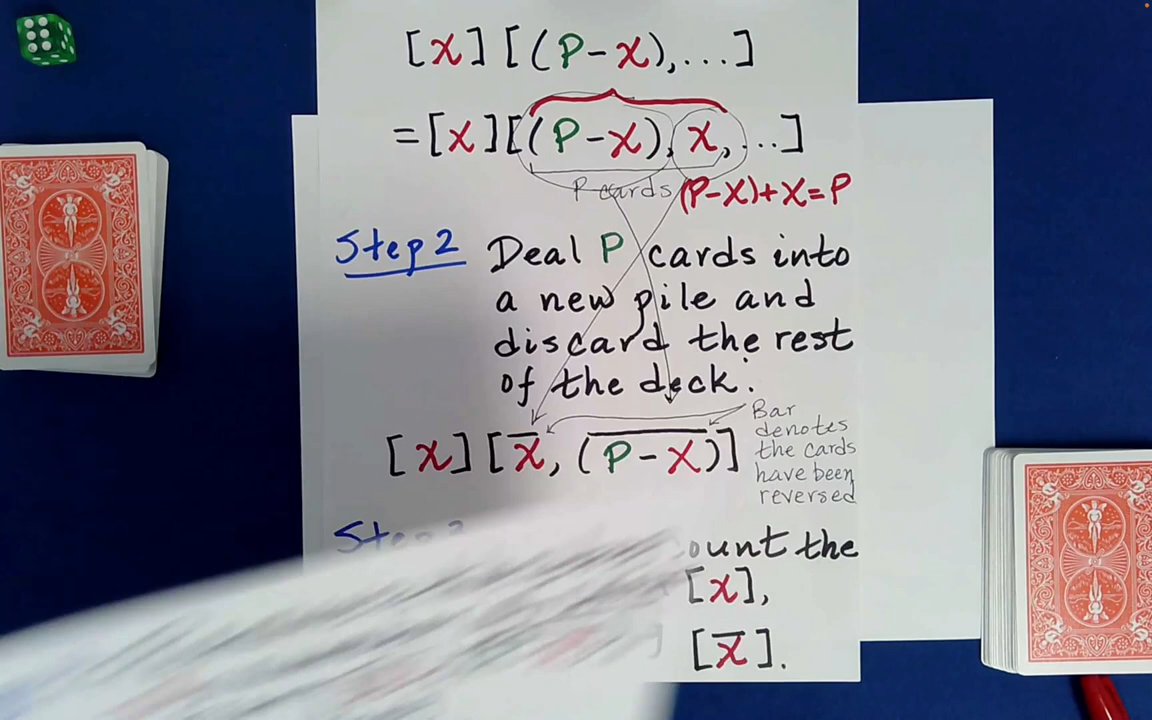 [x][(P-x),...]
=[x][(P-x),x,...]
P cards (P-x)+x=P
Step 2 Deal P cards into
a new pile and
discard the rest
of the deck.
[x][x̅, (P̅-̅x̅)]
Bar
denotes
the cards
have been
reversed
ount the
[x],
[x̅].